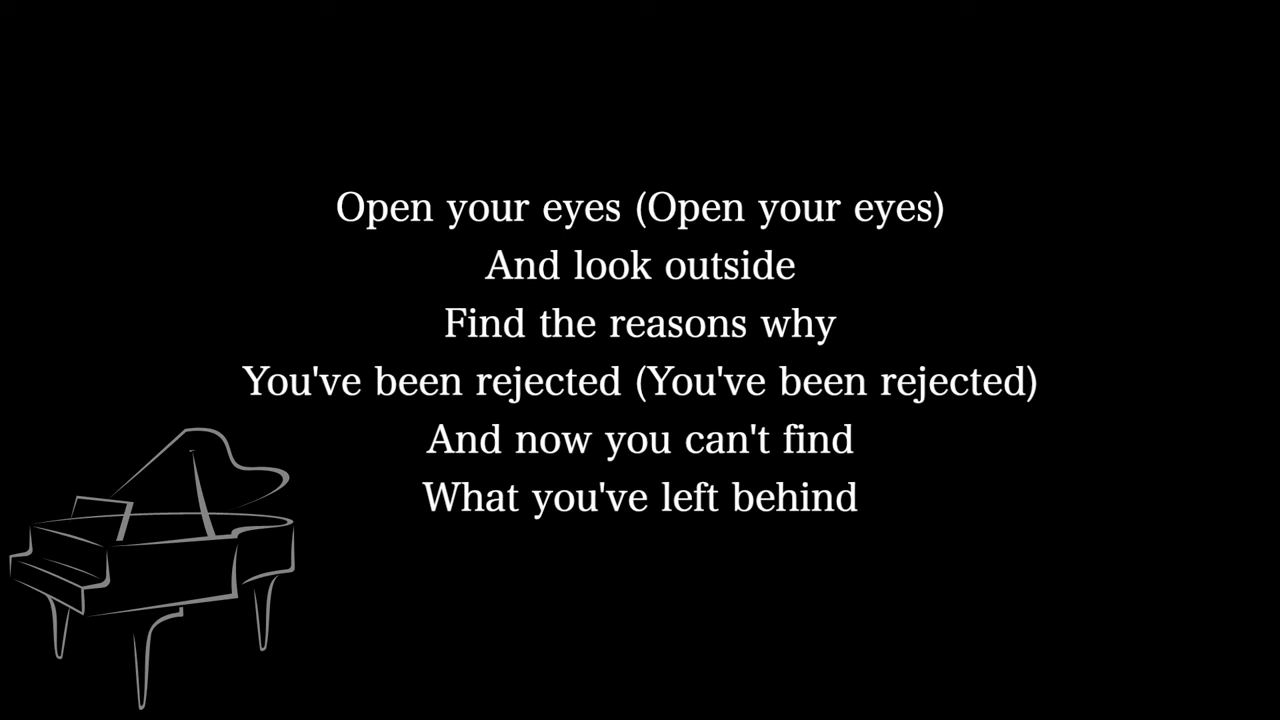 Open your eyes (Open your eyes)
And look outside
Find the reasons why
You've been rejected (You've been rejected)
And now you can't find
What you've left behind